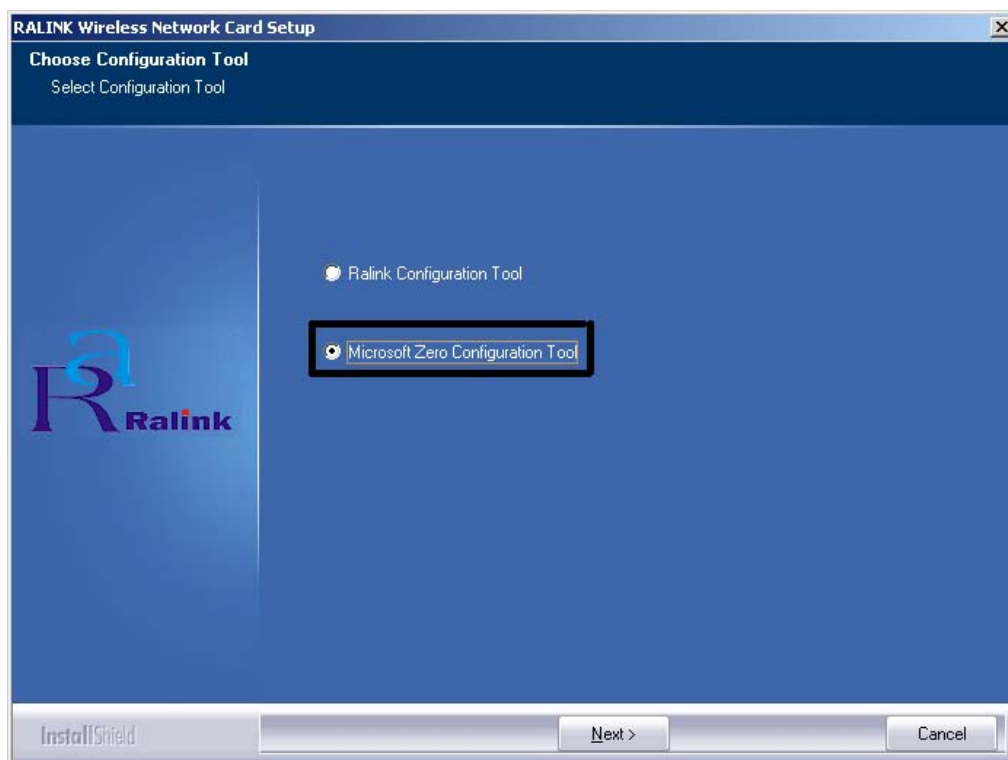 RALINK Wireless Network Card Setup
Choose Configuration Tool
Select Configuration Tool
Ralink Configuration Tool
Microsoft Zero Configuration Tool
Ra
Ralink
InstallShield
Next >
Cancel